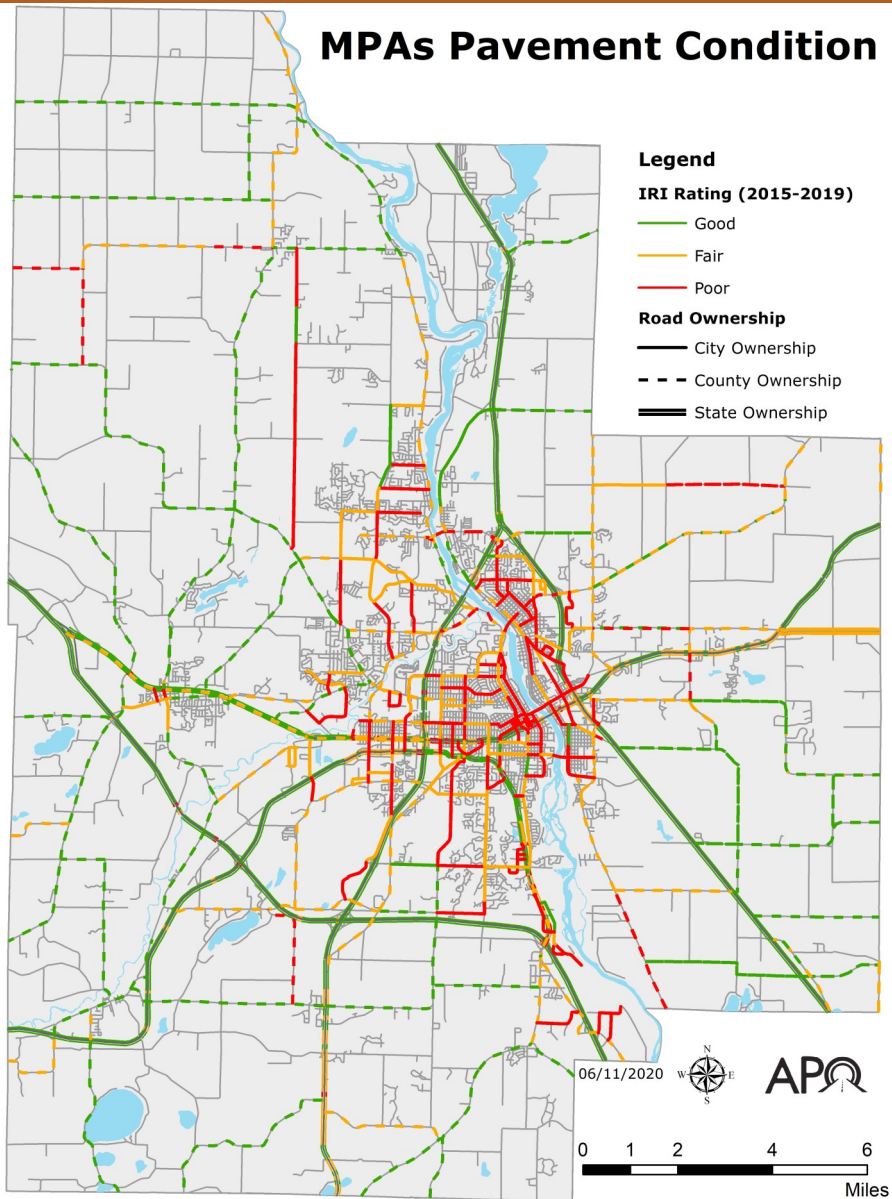 MPAs Pavement Condition
Legend
IRI Rating (2015-2019)
Good
Fair
Poor
Road Ownership
City Ownership
County Ownership
State Ownership
06/11/2020
N
W E
S
APO
0 1 2 4 6
Miles